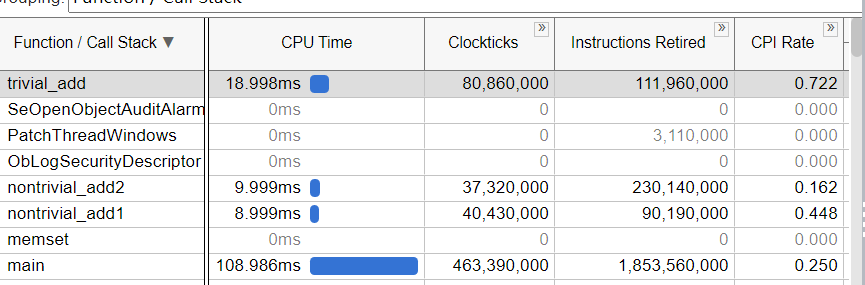 Grouping: Function / Call Stack
Function / Call Stack CPU Time Clockticks Instructions Retired CPI Rate
trivial_add 18.998ms 80,860,000 111,960,000 0.722
SeOpenObjectAuditAlarm 0ms 0 0 0.000
PatchThreadWindows 0ms 0 3,110,000 0.000
ObLogSecurityDescriptor 0ms 0 0 0.000
nontrivial_add2 9.999ms 37,320,000 230,140,000 0.162
nontrivial_add1 8.999ms 40,430,000 90,190,000 0.448
memset 0ms 0 0 0.000
main 108.986ms 463,390,000 1,853,560,000 0.250